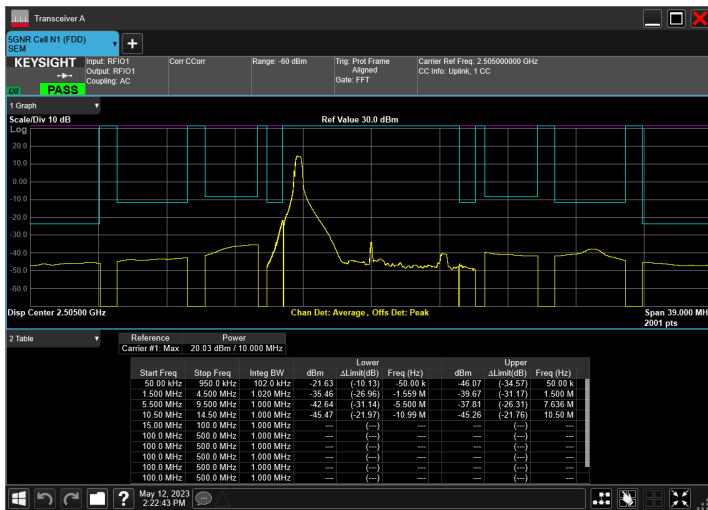 Transceiver A
5GNR Cell N1 (FDD)
SEM
KEYSIGHT
LXI
PASS
Input: RFIO1
Output: RFIO1
Coupling: AC
Corr CCorr
Range: -60 dBm
Trig: Prot Frame
Aligned
Gate: FFT
Carrier Ref Freq: 2.505000000 GHz
CC Info: Uplink, 1 CC
1 Graph
Scale/Div 10 dB
Ref Value 30.0 dBm
Log
20.0
10.0
0.00
-10.0
-20.0
-30.0
-40.0
-50.0
-60.0
Disp Center 2.50500 GHz
Chan Det: Average, Offs Det: Peak
Span 39.000 MH
2001 pts
2 Table
Reference Power
Carrier #1: Max 20.03 dBm / 10.000 MHz
Lower Upper
Start Freq Stop Freq Integ BW dBm ΔLimit(dB) Freq (Hz) dBm ΔLimit(dB) Freq (Hz)
50.00 kHz 950.0 kHz 102.0 kHz -21.63 (-10.13) -50.00 k -46.07 (-34.57) 50.00 k
1.500 MHz 4.500 MHz 1.020 MHz -35.46 (-26.96) -1.559 M -39.67 (-31.17) 1.500 M
5.500 MHz 9.500 MHz 1.000 MHz -42.64 (-31.14) -5.500 M -37.81 (-26.31) 7.636 M
10.50 MHz 14.50 MHz 1.000 MHz -45.47 (-21.97) -10.99 M -45.26 (-21.76) 10.50 M
15.00 MHz 100.0 MHz 1.000 MHz --- (---) --- --- (---) ---
100.0 MHz 500.0 MHz 1.000 MHz --- (---) --- --- (---) ---
100.0 MHz 500.0 MHz 1.000 MHz --- (---) --- --- (---) ---
100.0 MHz 500.0 MHz 1.000 MHz --- (---) --- --- (---) ---
100.0 MHz 500.0 MHz 1.000 MHz --- (---) --- --- (---) ---
100.0 MHz 500.0 MHz 1.000 MHz --- (---) --- --- (---) ---
May 12, 2023
2:22:43 PM